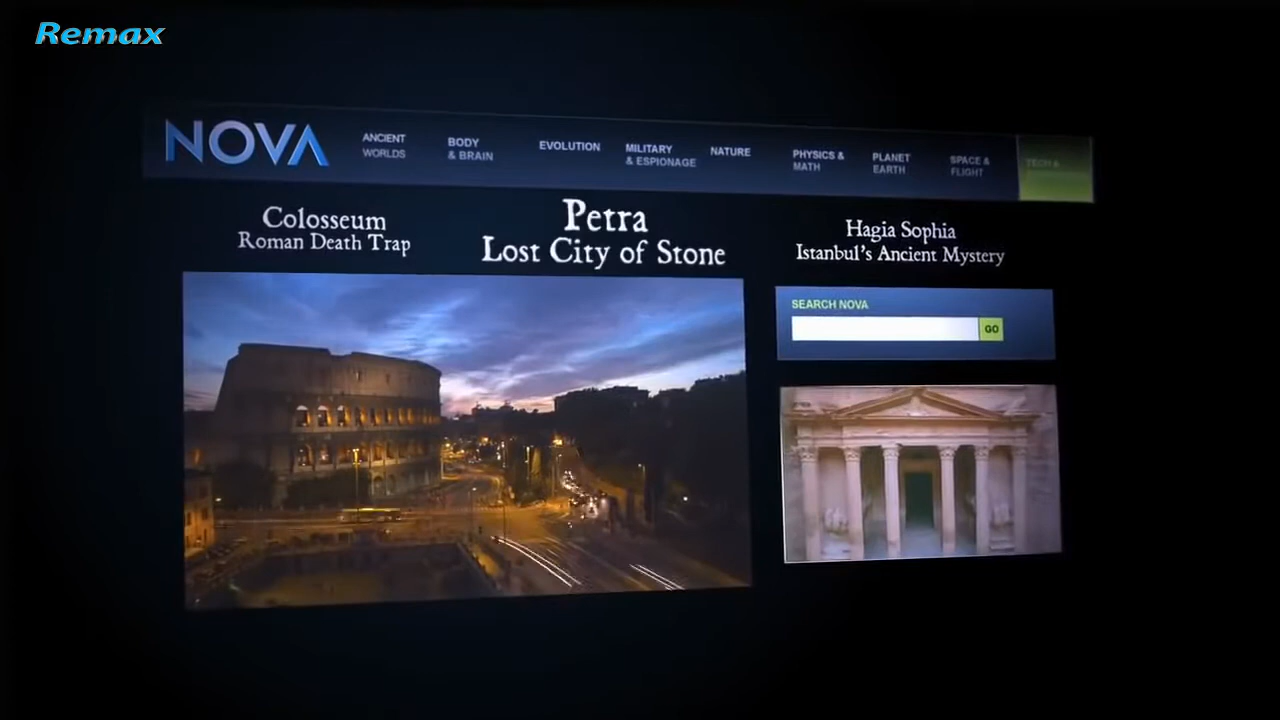 Remax
NOVA
ANCIENT
WORLDS
BODY
& BRAIN
EVOLUTION
MILITARY
& ESPIONAGE
NATURE
PHYSICS &
MATH
PLANET
EARTH
SPACE &
FLIGHT
TECH &
Colosseum
Roman Death Trap
Petra
Lost City of Stone
Hagia Sophia
Istanbul's Ancient Mystery
SEARCH NOVA
GO